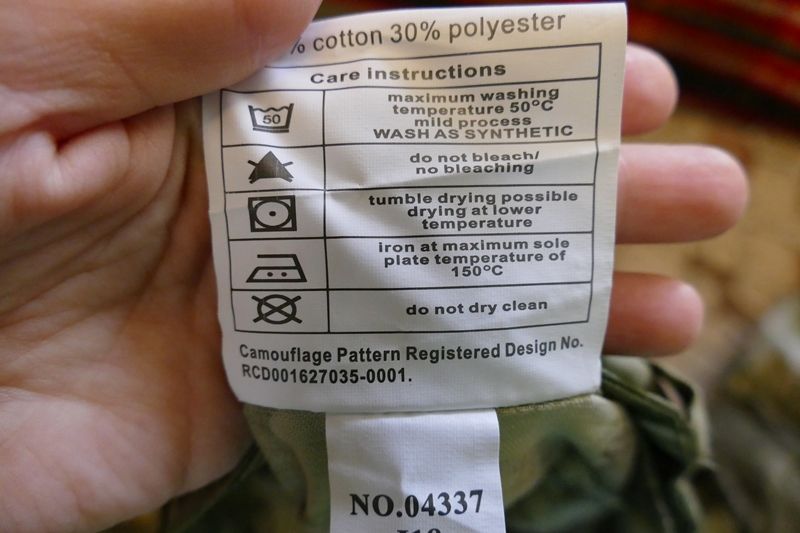 % cotton 30% polyester
Care instructions
50
maximum washing
temperature 50°C
mild process
WASH AS SYNTHETIC
do not bleach/
no bleaching
tumble drying possible
drying at lower
temperature
iron at maximum sole
plate temperature of
150°C
do not dry clean
Camouflage Pattern Registered Design No.
RCD001627035-0001.
NO.04337